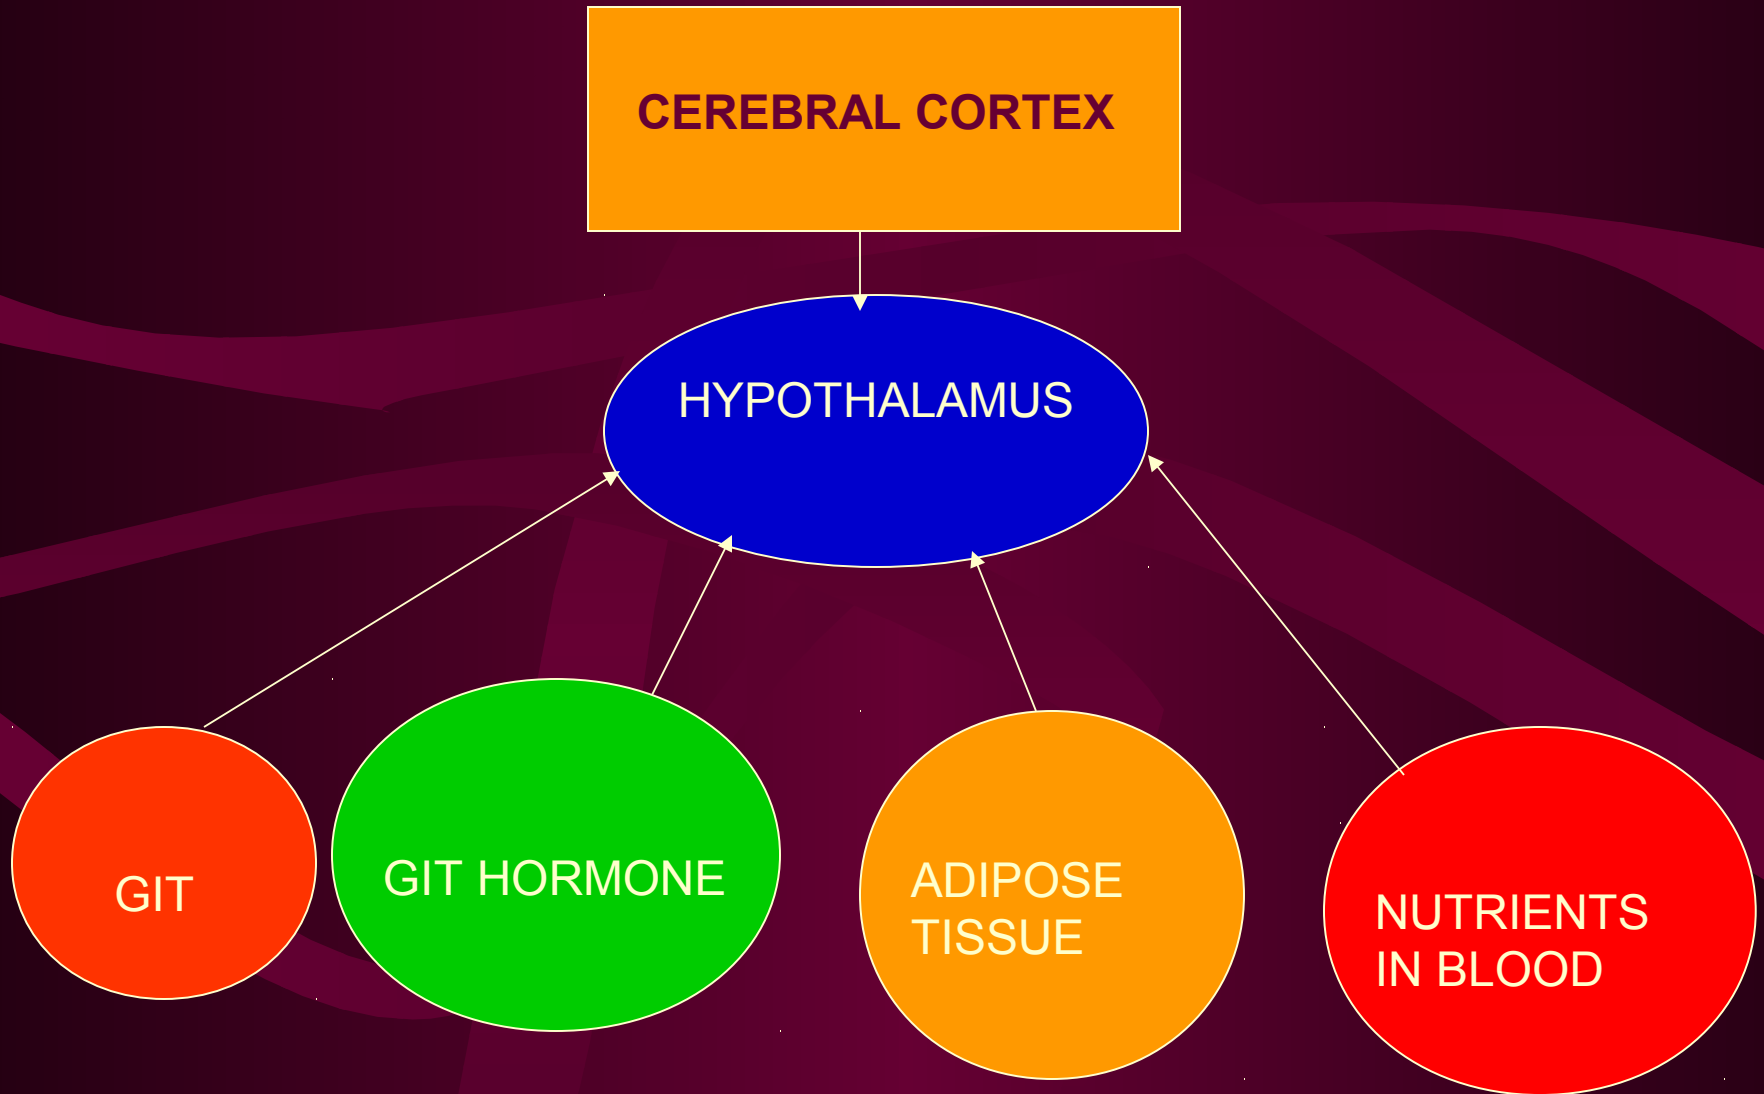 CEREBRAL CORTEX
HYPOTHALAMUS
GIT
GIT HORMONE
ADIPOSE
TISSUE
NUTRIENTS
IN BLOOD